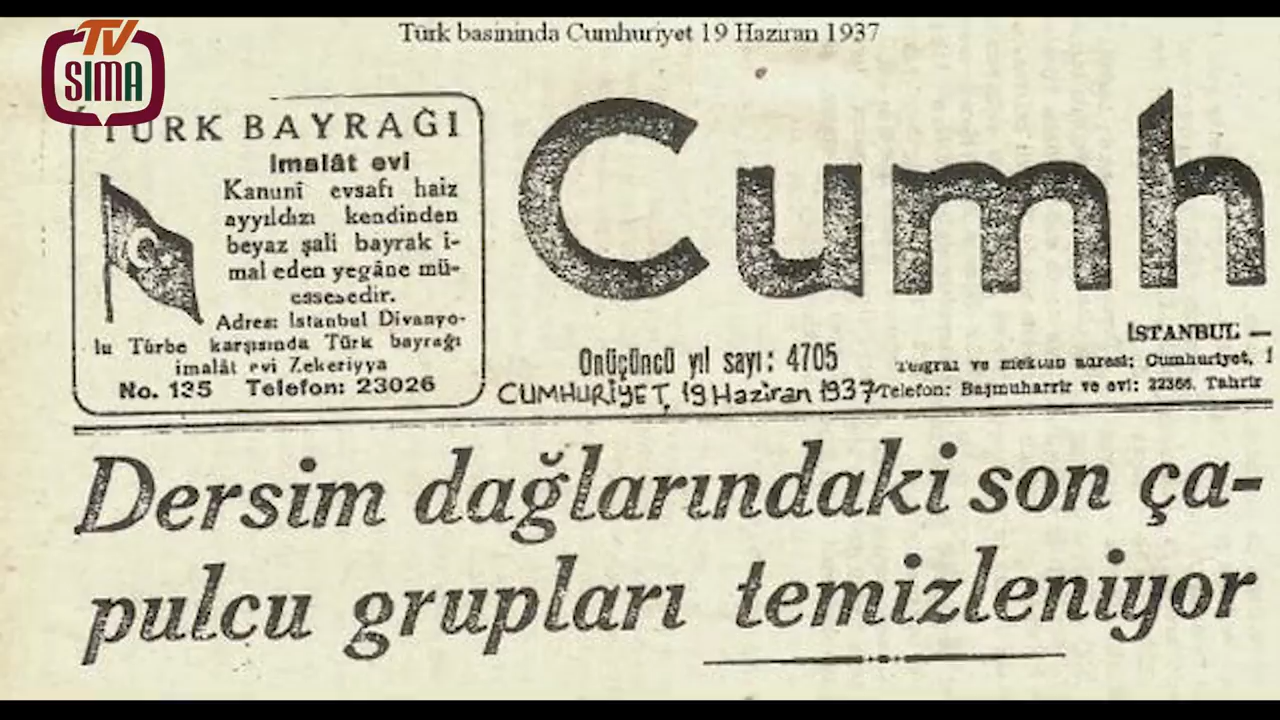 Türk basininda Cumhuriyet 19 Haziran 1937
TV
SIMA
TÜRK BAYRAĞI
İmalât evi
Kanunî evsafı haiz
ayyıldızı kendinden
beyaz şali bayrak i-
mal eden yegâne mü-
essesedir.
Adres: İstanbul Divanyo-
lu Türbe karşısında Türk bayrağı
imalât evi Zekeriyya
No. 135 Telefon: 23026
Cumh
Onüçüncü yıl sayı: 4705
CUMHURİYET, 19 Haziran 1937
İSTANBUL —
Telgraf ve mektub adresi: Cumhuriyet, İ
Telefon: Başmuharrir ve evi: 22366. Tahrir
Dersim dağlarındaki son ça-
pulcu grupları temizleniyor